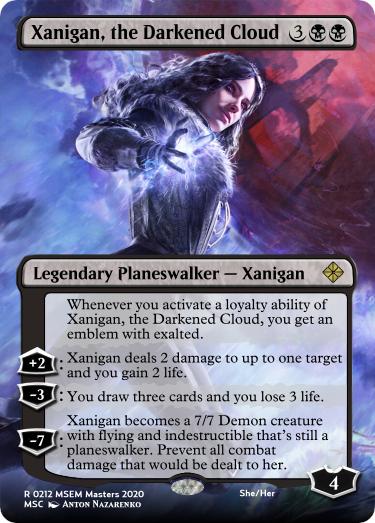 Xanigan, the Darkened Cloud 3
Legendary Planeswalker — Xanigan
Whenever you activate a loyalty ability of
Xanigan, the Darkened Cloud, you get an
emblem with exalted.
+2: Xanigan deals 2 damage to up to one target
and you gain 2 life.
-3: You draw three cards and you lose 3 life.
-7: Xanigan becomes a 7/7 Demon creature
with flying and indestructible that's still a
planeswalker. Prevent all combat
damage that would be dealt to her.
4
R 0212 MSEM Masters 2020
She/Her
MSC Anton Nazarenko